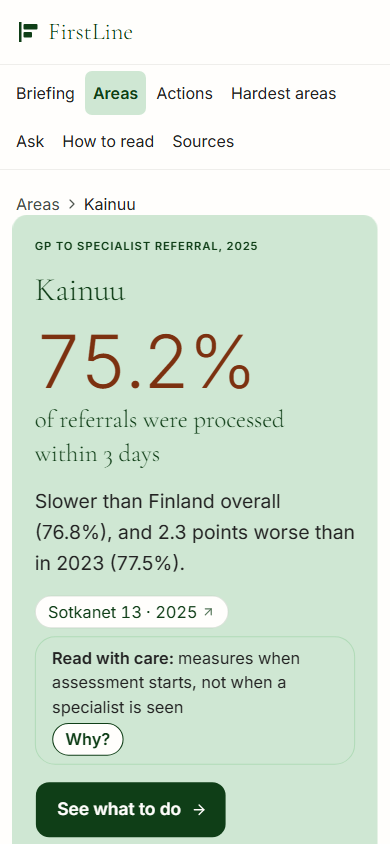 FirstLine
Briefing Areas Actions Hardest areas
Ask How to read Sources
Areas > Kainuu
GP TO SPECIALIST REFERRAL, 2025
Kainuu
75.2%
of referrals were processed
within 3 days
Slower than Finland overall
(76.8%), and 2.3 points worse than
in 2023 (77.5%).
Sotkanet 13 · 2025 ↗
Read with care: measures when
assessment starts, not when a
specialist is seen
Why?
See what to do →